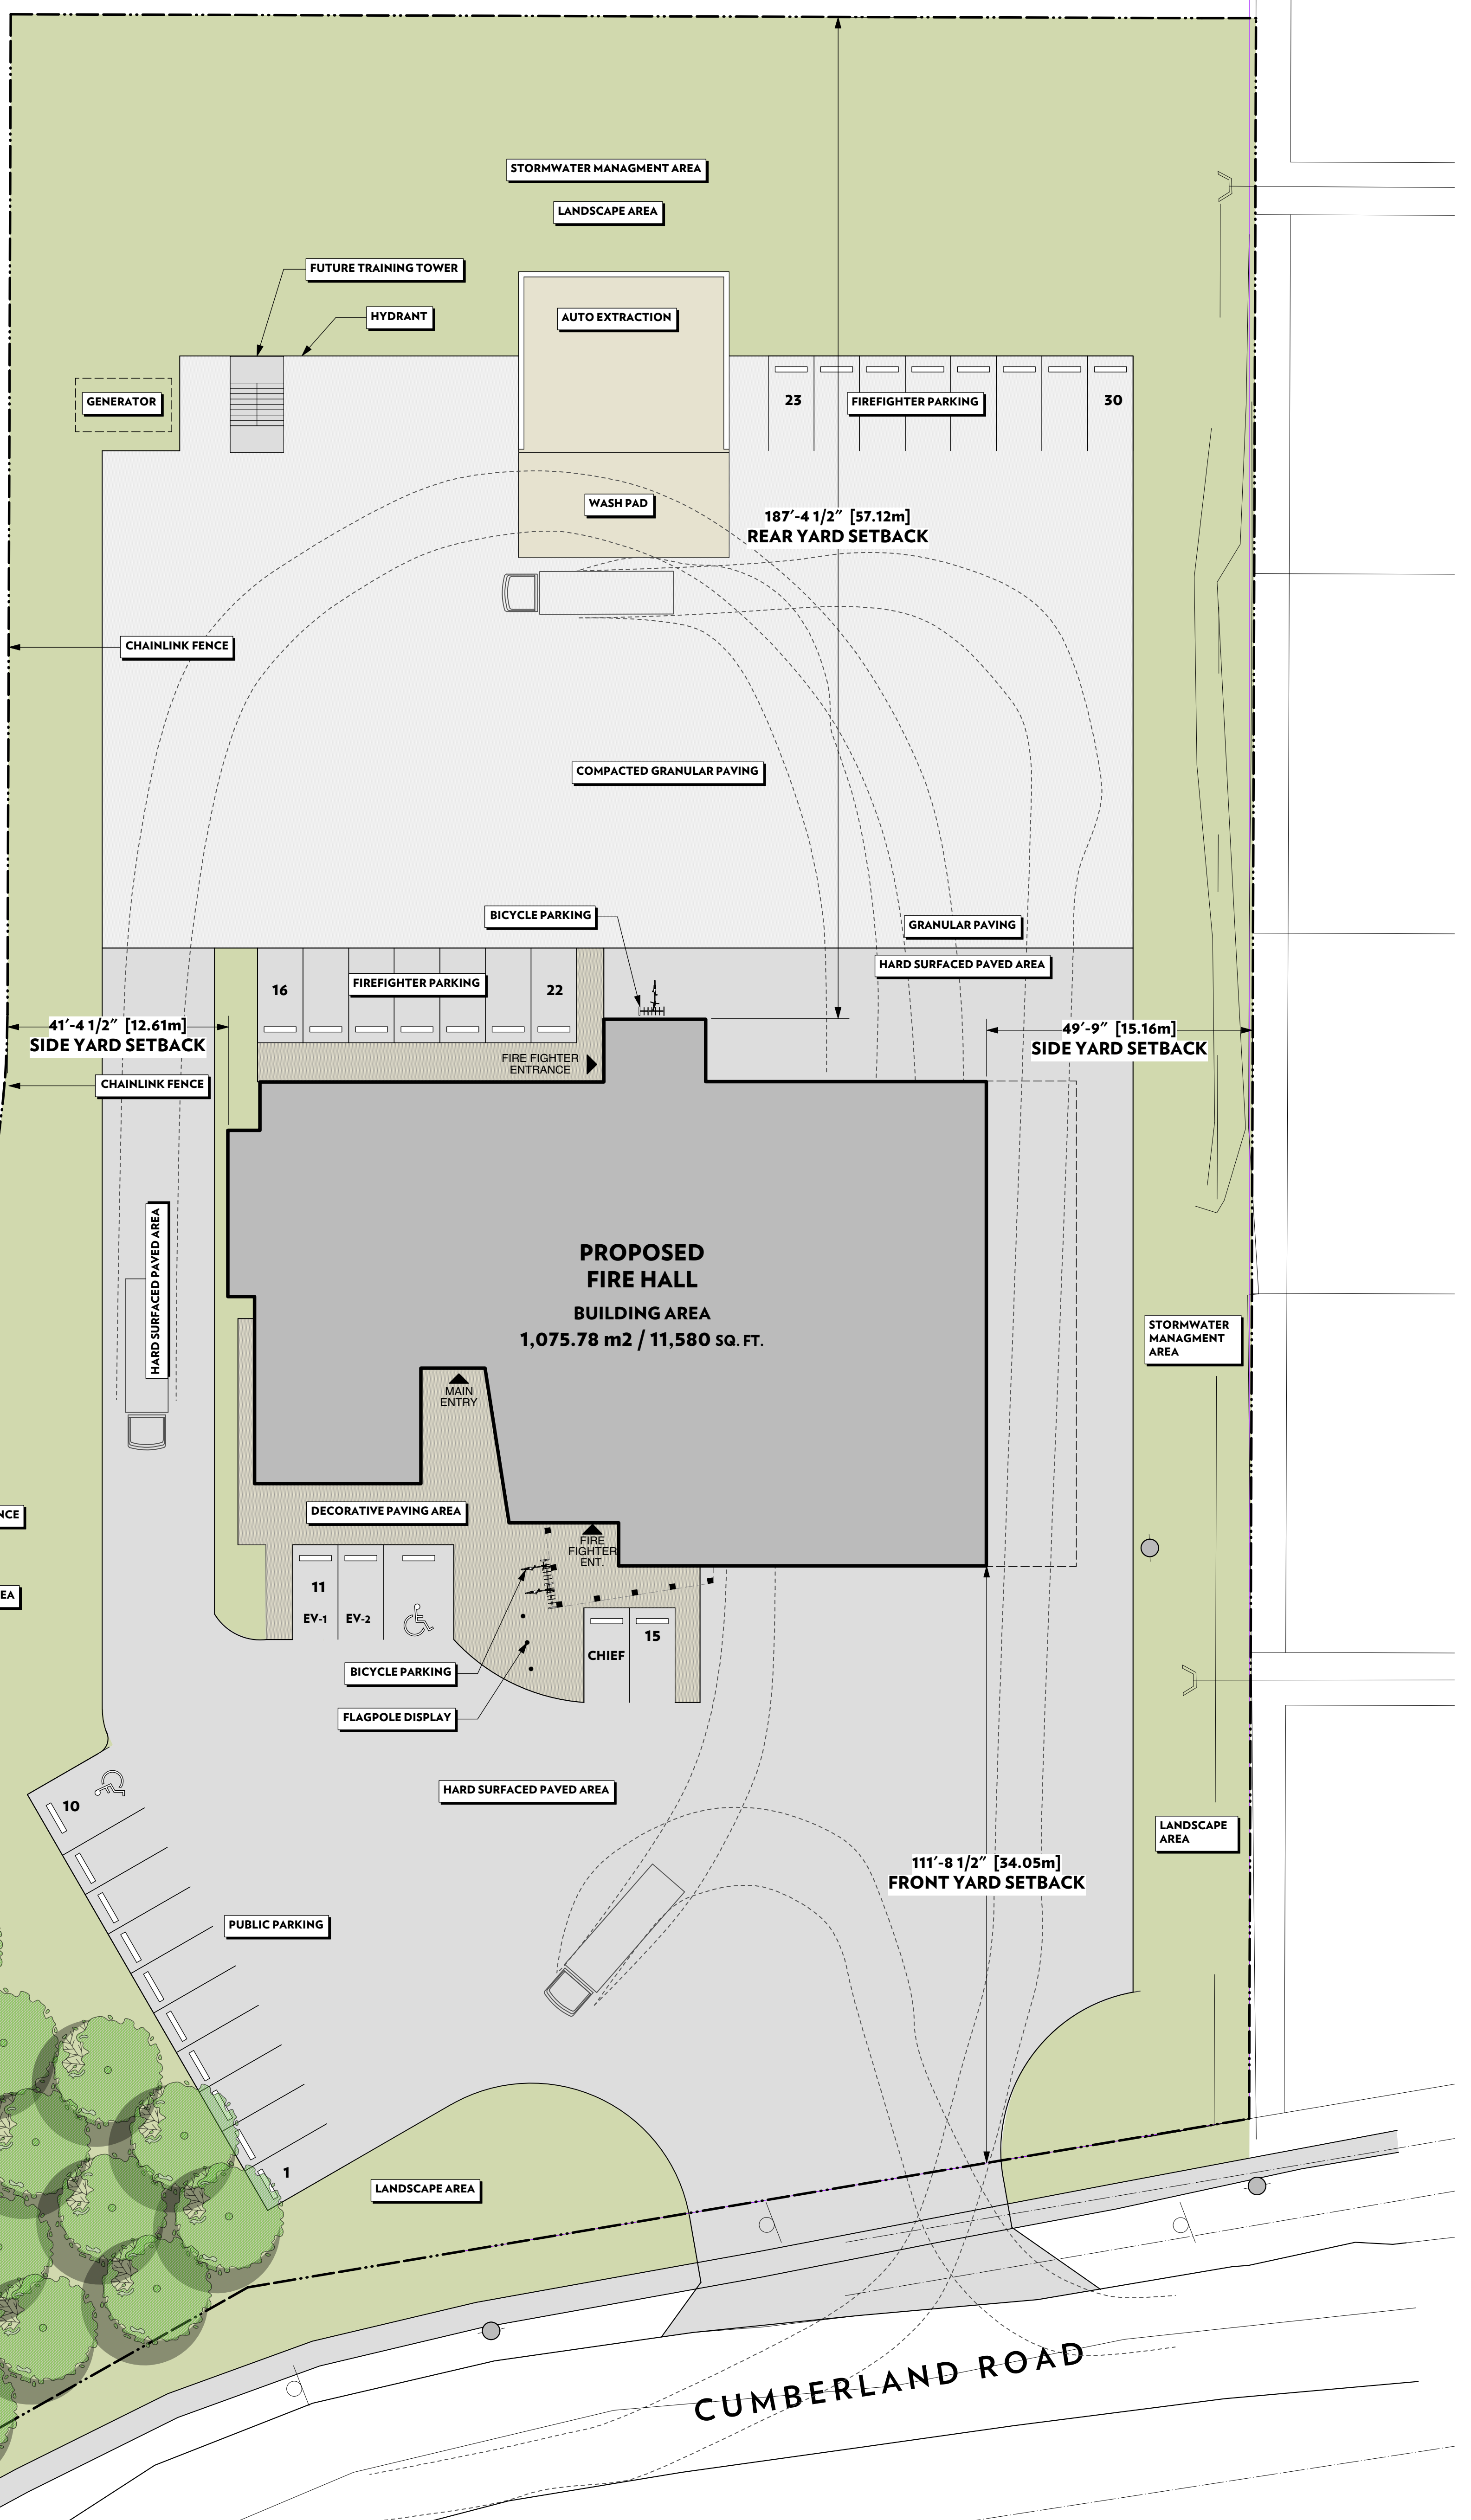 STORMWATER MANAGMENT AREA
LANDSCAPE AREA
FUTURE TRAINING TOWER
HYDRANT
AUTO EXTRACTION
GENERATOR
23
FIREFIGHTER PARKING
30
WASH PAD
187'-4 1/2" [57.12m]
REAR YARD SETBACK
CHAINLINK FENCE
COMPACTED GRANULAR PAVING
BICYCLE PARKING
GRANULAR PAVING
HARD SURFACED PAVED AREA
16
FIREFIGHTER PARKING
22
41'-4 1/2" [12.61m]
SIDE YARD SETBACK
49'-9" [15.16m]
SIDE YARD SETBACK
FIRE FIGHTER
ENTRANCE
CHAINLINK FENCE
HARD SURFACED PAVED AREA
PROPOSED
FIRE HALL
BUILDING AREA
1,075.78 m2 / 11,580 SQ. FT.
STORMWATER
MANAGMENT
AREA
MAIN
ENTRY
NCE
DECORATIVE PAVING AREA
FIRE
FIGHTER
ENT.
EA
11
EV-1
EV-2
15
CHIEF
BICYCLE PARKING
FLAGPOLE DISPLAY
HARD SURFACED PAVED AREA
10
LANDSCAPE
AREA
111'-8 1/2" [34.05m]
FRONT YARD SETBACK
PUBLIC PARKING
1
LANDSCAPE AREA
CUMBERLAND ROAD